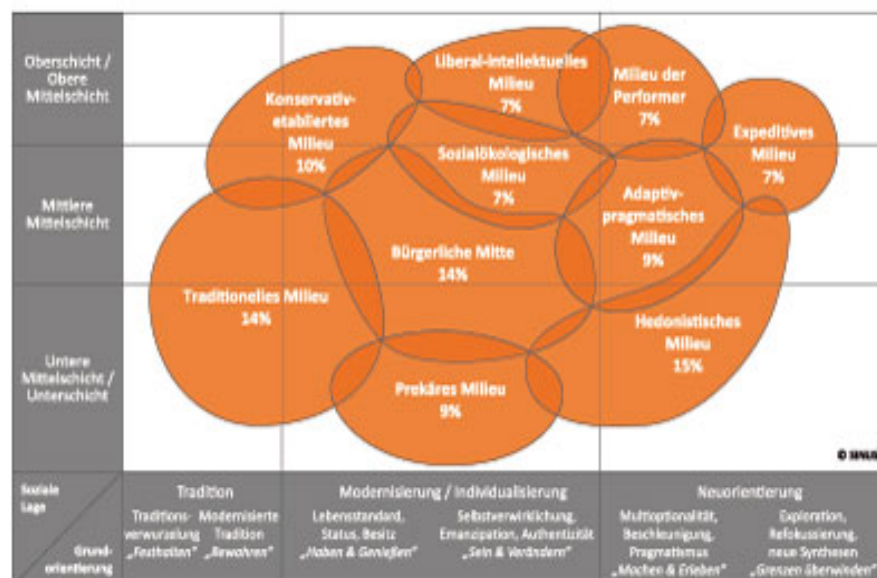 Oberschicht /
Obere
Mittelschicht
Mittlere
Mittelschicht
Untere
Mittelschicht /
Unterschicht
Konservativ-
etabliertes
Milieu
10%
Liberal-intellektuelles
Milieu
7%
Milieu der
Performer
7%
Expeditives
Milieu
7%
Sozialökologisches
Milieu
7%
Adaptiv-
pragmatisches
Milieu
9%
Traditionelles Milieu
14%
Bürgerliche Mitte
14%
Hedonistisches
Milieu
15%
Prekäres Milieu
9%
© SINUS
Soziale
Lage
Grund-
orientierung
Tradition
Traditions-
verwurzelung
„Festhalten“
Modernisierte
Tradition
„Bewahren“
Modernisierung / Individualisierung
Lebensstandard,
Status, Besitz
„Haben & Genießen“
Selbstverwirklichung,
Emanzipation, Authentizität
„Sein & Verändern“
Neuorientierung
Multioptionalität,
Beschleunigung,
Pragmatismus
„Machen & Erleben“
Exploration,
Refokussierung,
neue Synthesen
„Grenzen überwinden“